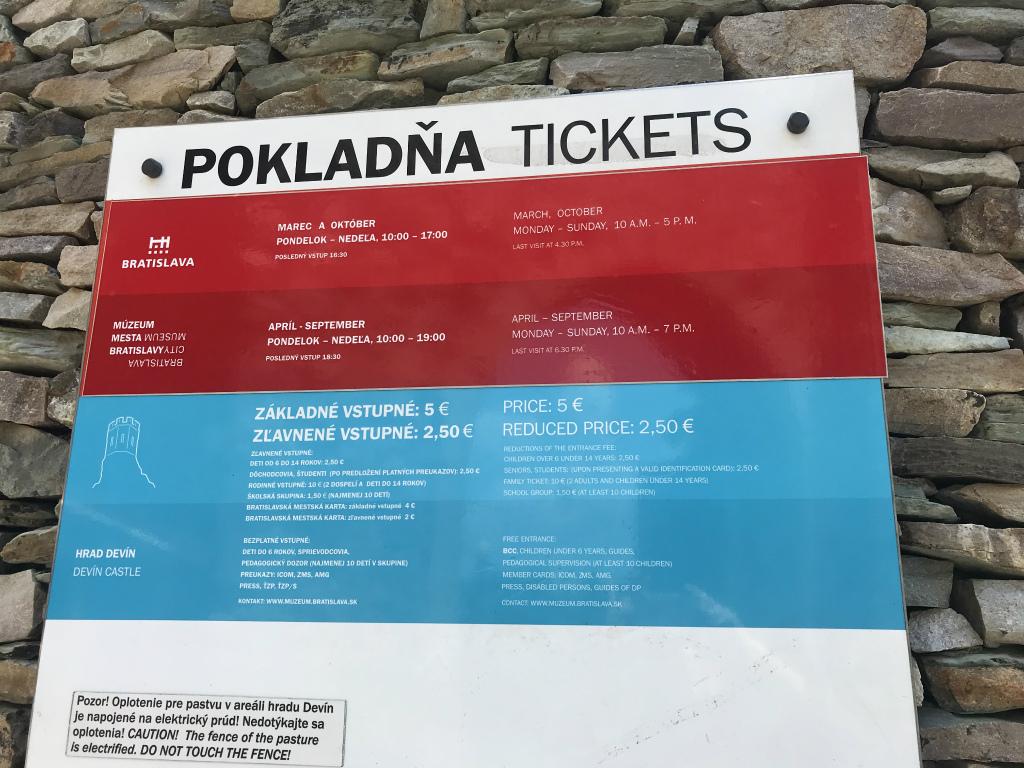 POKLADŇA TICKETS
BRATISLAVA
MAREC A OKTÓBER
PONDELOK – NEDEĽA, 10:00 – 17:00
POSLEDNÝ VSTUP 16:30
MARCH, OCTOBER
MONDAY – SUNDAY, 10 A.M. – 5 P. M.
LAST VISIT AT 4.30 P.M.
MÚZEUM
MESTA MUSEUM
BRATISLAVY CITY
BRATISLAVA
APRÍL - SEPTEMBER
PONDELOK – NEDEĽA, 10:00 – 19:00
POSLEDNÝ VSTUP 18:30
APRIL – SEPTEMBER
MONDAY – SUNDAY, 10 A.M. – 7 P.M.
LAST VISIT AT 6.30 P.M.
ZÁKLADNÉ VSTUPNÉ: 5 €
ZĽAVNENÉ VSTUPNÉ: 2,50 €
ZĽAVNENÉ VSTUPNÉ:
DETI OD 6 DO 14 ROKOV: 2,50 €
DÔCHODCOVIA, ŠTUDENTI (PO PREDLOŽENÍ PLATNÝCH PREUKAZOV): 2,50 €
RODINNÉ VSTUPNÉ: 10 € (2 DOSPELÍ A DETI DO 14 ROKOV)
ŠKOLSKÁ SKUPINA: 1,50 € (NAJMENEJ 10 DETÍ)
BRATISLAVSKÁ MESTSKÁ KARTA: základné vstupné 4 €
BRATISLAVSKÁ MESTSKÁ KARTA: zľavnené vstupné 2 €
PRICE: 5 €
REDUCED PRICE: 2,50 €
REDUCTIONS OF THE ENTRANCE FEE:
CHILDREN OVER 6 UNDER 14 YEARS: 2,50 €
SENIORS, STUDENTS: (UPON PRESENTING A VALID IDENTIFICATION CARD): 2,50 €
FAMILY TICKET: 10 € (2 ADULTS AND CHILDREN UNDER 14 YEARS)
SCHOOL GROUP: 1,50 € (AT LEAST 10 CHILDREN)
HRAD DEVÍN
DEVÍN CASTLE
BEZPLATNÉ VSTUPNÉ:
DETI DO 6 ROKOV, SPRIEVODCOVIA,
PEDAGOGICKÝ DOZOR (NAJMENEJ 10 DETÍ V SKUPINE)
PREUKAZY: ICOM, ZMS, AMG
PRESS, ŤZP, ŤZP/S
KONTAKT: WWW.MUZEUM.BRATISLAVA.SK
FREE ENTRANCE:
BCC, CHILDREN UNDER 6 YEARS, GUIDES,
PEDAGOGICAL SUPERVISION (AT LEAST 10 CHILDREN)
MEMBER CARDS: ICOM, ZMS, AMG
PRESS, DISABLED PERSONS, GUIDES OF DP
CONTACT: WWW.MUZEUM.BRATISLAVA.SK
Pozor! Oplotenie pre pastvu v areáli hradu Devín
je napojené na elektrický prúd! Nedotýkajte sa
oplotenia! CAUTION! The fence of the pasture
is electrified. DO NOT TOUCH THE FENCE!